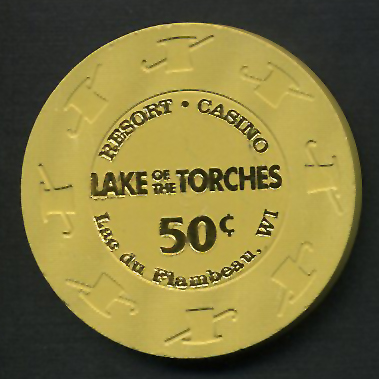 RESORT • CASINO
LAKE OF THE TORCHES
50¢
Lac du Flambeau, WI